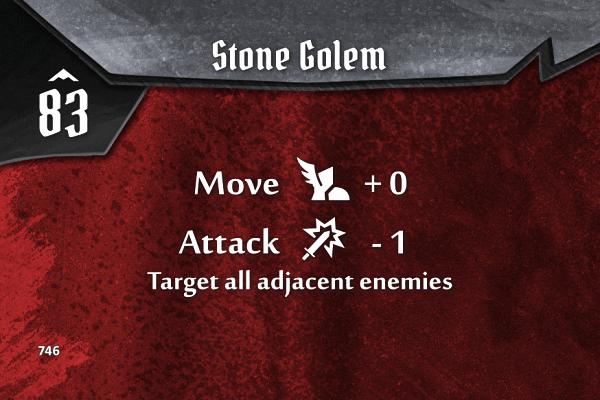 Stone Golem
83
Move + 0
Attack - 1
Target all adjacent enemies
746